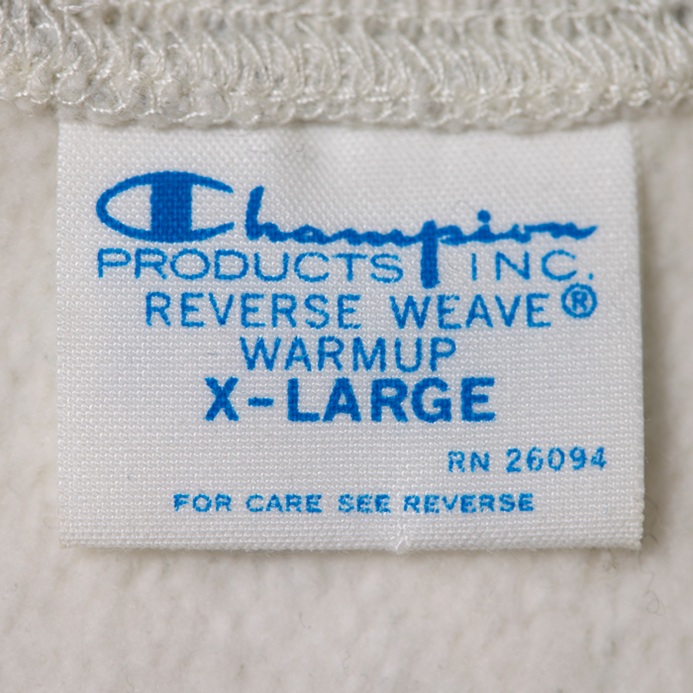 Champion
PRODUCTS INC.
REVERSE WEAVE®
WARMUP
X-LARGE
RN 26094
FOR CARE SEE REVERSE